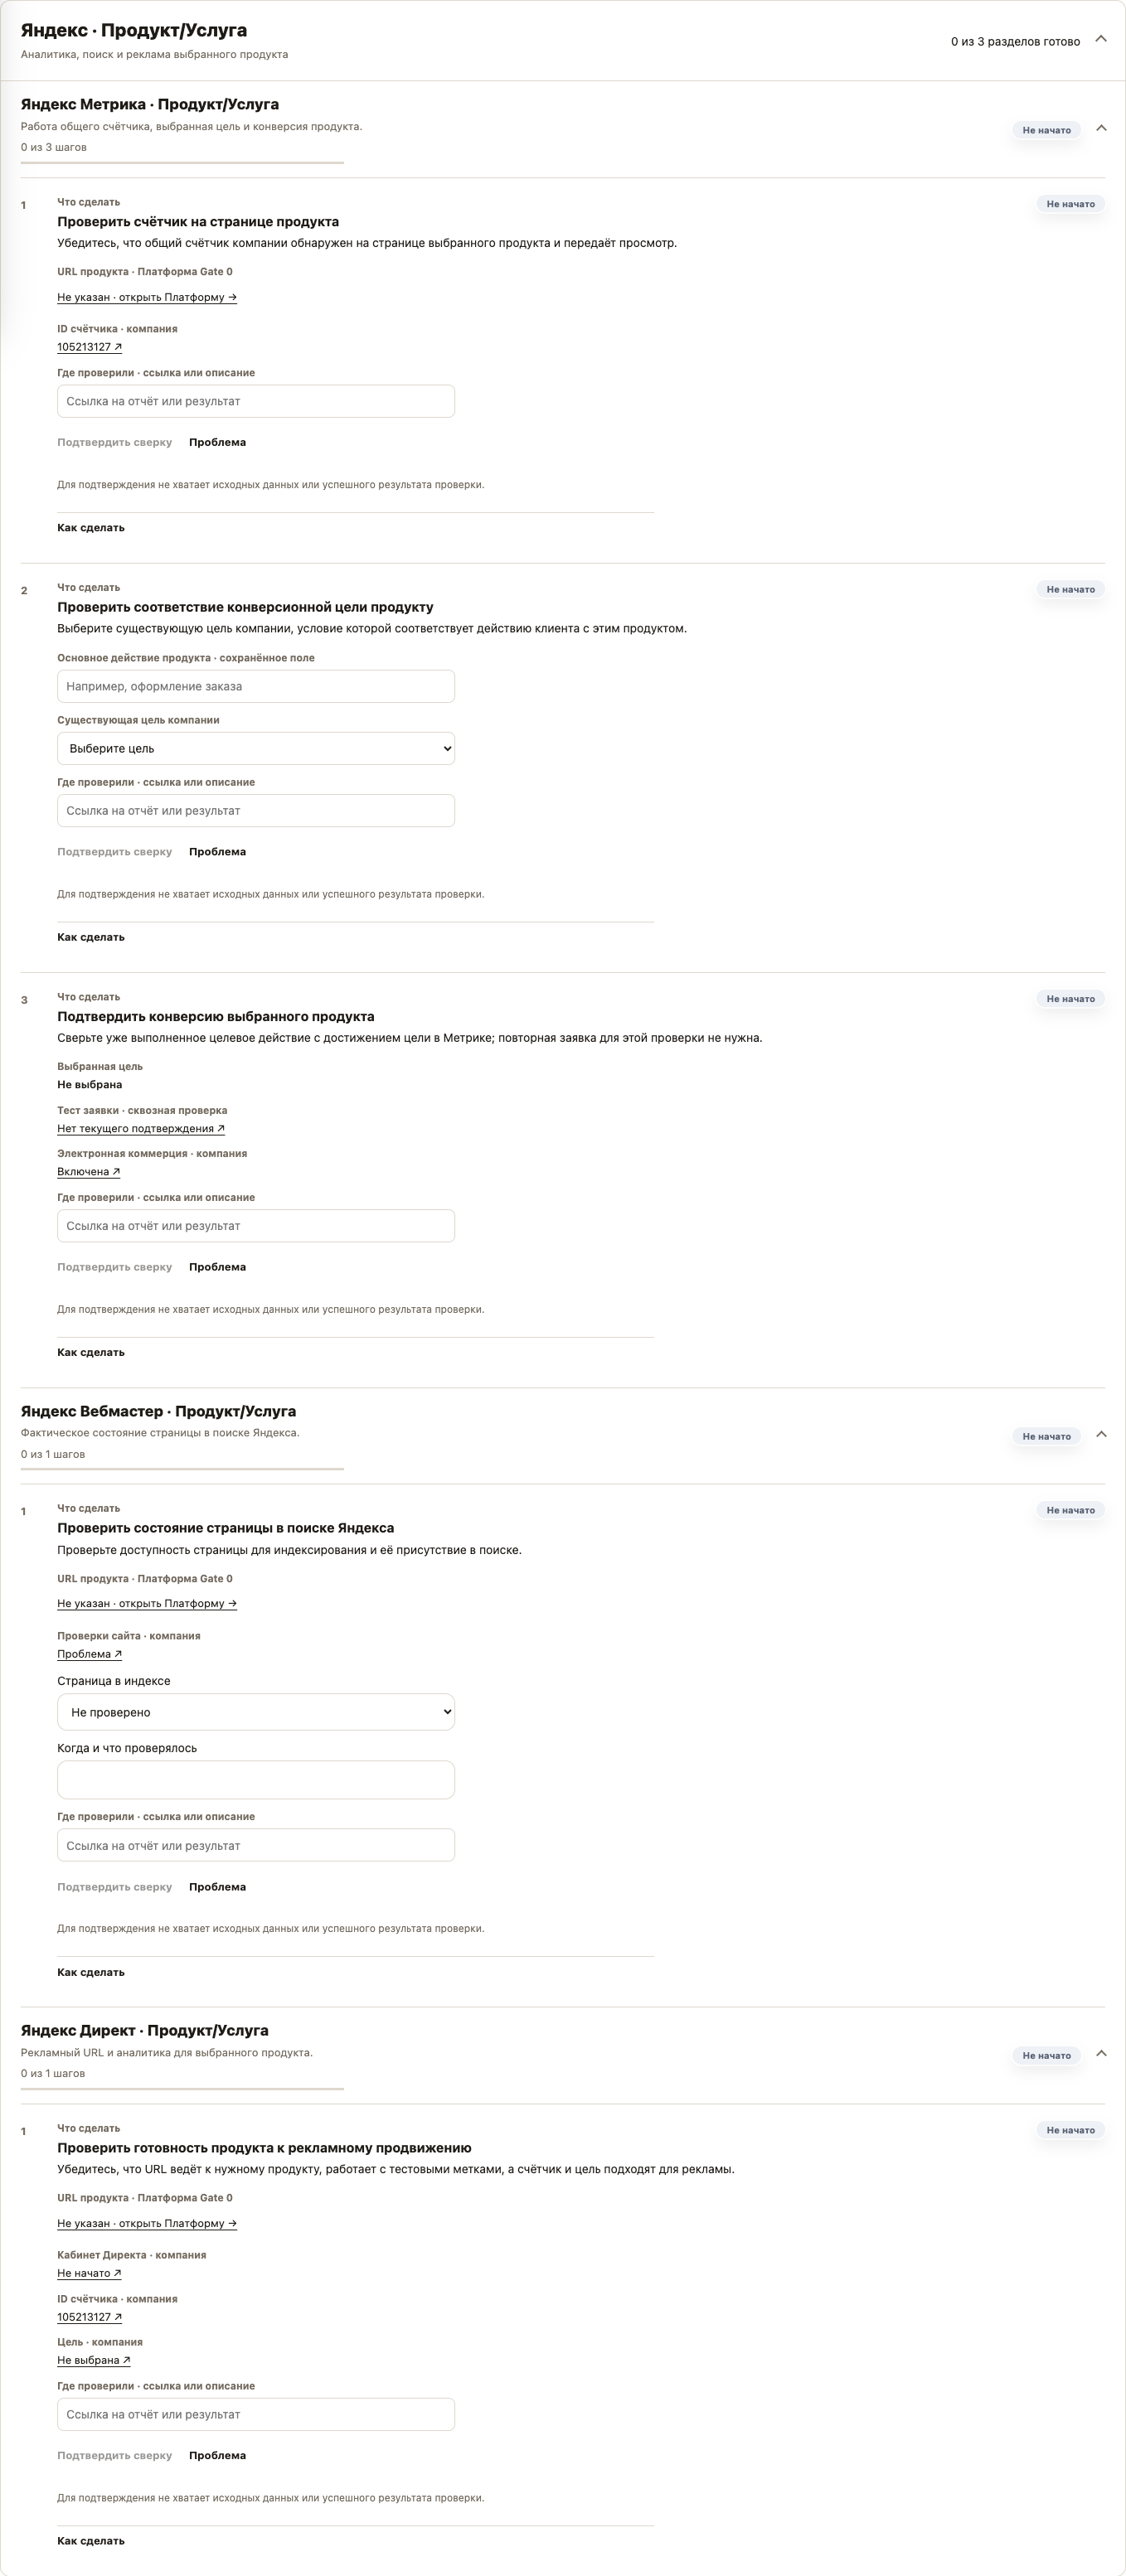 Яндекс · Продукт/Услуга
Аналитика, поиск и реклама выбранного продукта
0 из 3 разделов готово
Яндекс Метрика · Продукт/Услуга
Работа общего счётчика, выбранная цель и конверсия продукта.
0 из 3 шагов
Не начато
1
Что сделать
Не начато
Проверить счётчик на странице продукта
Убедитесь, что общий счётчик компании обнаружен на странице выбранного продукта и передаёт просмотр.
URL продукта · Платформа Gate 0
Не указан · открыть Платформу →
ID счётчика · компания
105213127 ↗
Где проверили · ссылка или описание
Ссылка на отчёт или результат
Подтвердить сверку Проблема
Для подтверждения не хватает исходных данных или успешного результата проверки.
Как сделать
2
Что сделать
Не начато
Проверить соответствие конверсионной цели продукту
Выберите существующую цель компании, условие которой соответствует действию клиента с этим продуктом.
Основное действие продукта · сохранённое поле
Например, оформление заказа
Существующая цель компании
Выберите цель
Где проверили · ссылка или описание
Ссылка на отчёт или результат
Подтвердить сверку Проблема
Для подтверждения не хватает исходных данных или успешного результата проверки.
Как сделать
3
Что сделать
Не начато
Подтвердить конверсию выбранного продукта
Сверьте уже выполненное целевое действие с достижением цели в Метрике; повторная заявка для этой проверки не нужна.
Выбранная цель
Не выбрана
Тест заявки · сквозная проверка
Нет текущего подтверждения ↗
Электронная коммерция · компания
Включена ↗
Где проверили · ссылка или описание
Ссылка на отчёт или результат
Подтвердить сверку Проблема
Для подтверждения не хватает исходных данных или успешного результата проверки.
Как сделать
Яндекс Вебмастер · Продукт/Услуга
Фактическое состояние страницы в поиске Яндекса.
0 из 1 шагов
Не начато
1
Что сделать
Не начато
Проверить состояние страницы в поиске Яндекса
Проверьте доступность страницы для индексирования и её присутствие в поиске.
URL продукта · Платформа Gate 0
Не указан · открыть Платформу →
Проверки сайта · компания
Проблема ↗
Страница в индексе
Не проверено
Когда и что проверялось
Где проверили · ссылка или описание
Ссылка на отчёт или результат
Подтвердить сверку Проблема
Для подтверждения не хватает исходных данных или успешного результата проверки.
Как сделать
Яндекс Директ · Продукт/Услуга
Рекламный URL и аналитика для выбранного продукта.
0 из 1 шагов
Не начато
1
Что сделать
Не начато
Проверить готовность продукта к рекламному продвижению
Убедитесь, что URL ведёт к нужному продукту, работает с тестовыми метками, а счётчик и цель подходят для рекламы.
URL продукта · Платформа Gate 0
Не указан · открыть Платформу →
Кабинет Директа · компания
Не начато ↗
ID счётчика · компания
105213127 ↗
Цель · компания
Не выбрана ↗
Где проверили · ссылка или описание
Ссылка на отчёт или результат
Подтвердить сверку Проблема
Для подтверждения не хватает исходных данных или успешного результата проверки.
Как сделать